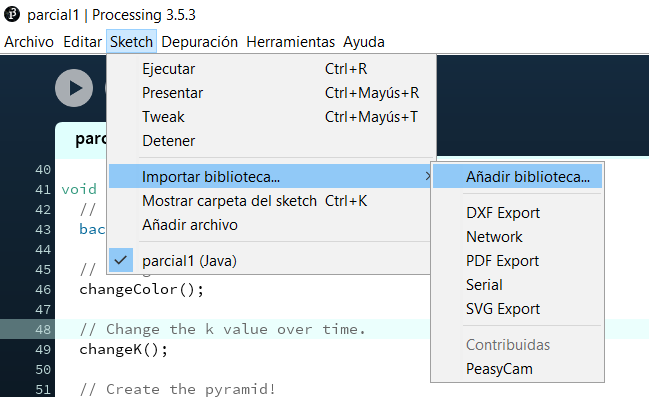 parcial1 | Processing 3.5.3
Archivo Editar Sketch Depuración Herramientas Ayuda
Ejecutar Ctrl+R
Presentar Ctrl+Mayús+R
Tweak Ctrl+Mayús+T
Detener
Importar biblioteca...
Mostrar carpeta del sketch Ctrl+K
Añadir archivo
parcial1 (Java)
Añadir biblioteca...
DXF Export
Network
PDF Export
Serial
SVG Export
Contribuidas
PeasyCam
parc
40
41 void
42 //
43 bac
44
45 //
46 changeColor();
47
48 // Change the k value over time.
49 changeK();
50
51 // Create the pyramid!